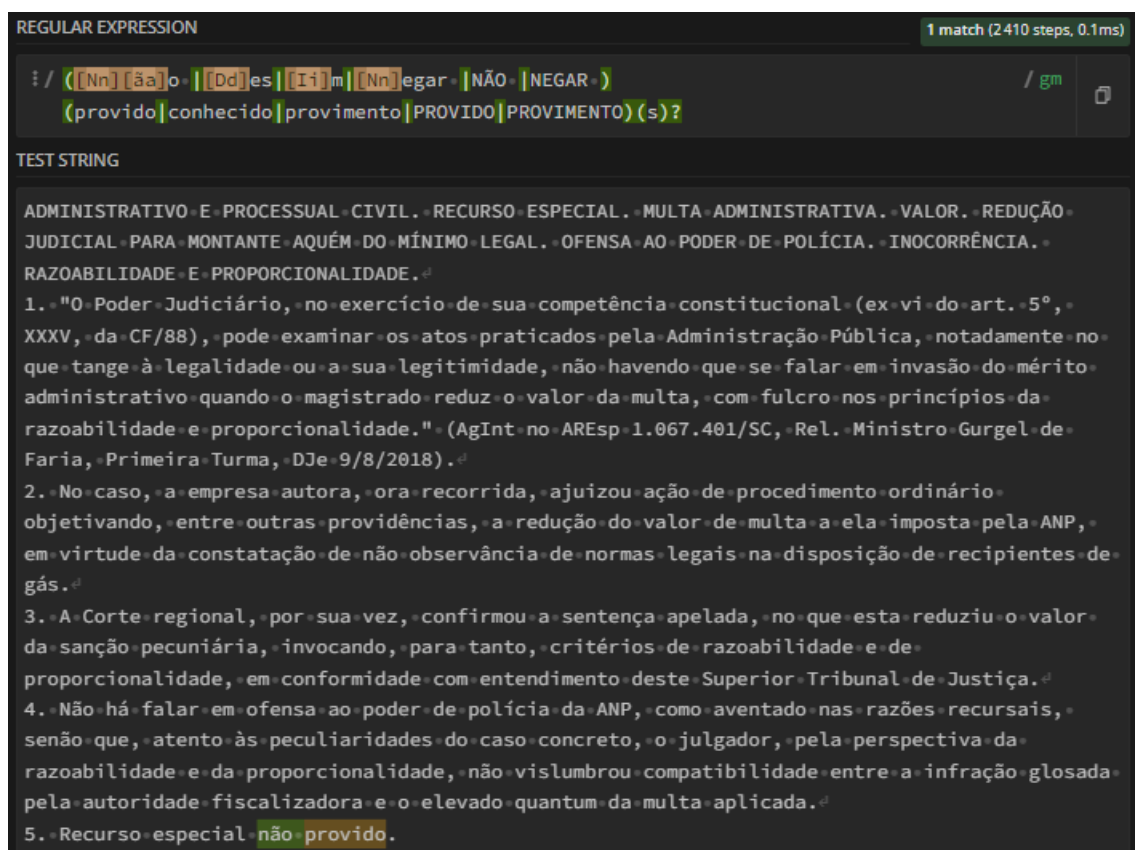 REGULAR EXPRESSION
1 match (2410 steps, 0.1ms)
/ ([Nn][ãa]o |[Dd]es|[Ii]m|[Nn]egar |NÃO |NEGAR ) / gm
(provido|conhecido|provimento|PROVIDO|PROVIMENTO)(s)?
TEST STRING
ADMINISTRATIVO E PROCESSUAL CIVIL. RECURSO ESPECIAL. MULTA ADMINISTRATIVA. VALOR. REDUÇÃO
JUDICIAL PARA MONTANTE AQUÉM DO MÍNIMO LEGAL. OFENSA AO PODER DE POLÍCIA. INOCORRÊNCIA.
RAZOABILIDADE E PROPORCIONALIDADE.
1. "O Poder Judiciário, no exercício de sua competência constitucional (ex vi do art. 5º,
XXXV, da CF/88), pode examinar os atos praticados pela Administração Pública, notadamente no
que tange à legalidade ou a sua legitimidade, não havendo que se falar em invasão do mérito
administrativo quando o magistrado reduz o valor da multa, com fulcro nos princípios da
razoabilidade e proporcionalidade." (AgInt no AREsp 1.067.401/SC, Rel. Ministro Gurgel de
Faria, Primeira Turma, DJe 9/8/2018).
2. No caso, a empresa autora, ora recorrida, ajuizou ação de procedimento ordinário
objetivando, entre outras providências, a redução do valor de multa a ela imposta pela ANP,
em virtude da constatação de não observância de normas legais na disposição de recipientes de
gás.
3. A Corte regional, por sua vez, confirmou a sentença apelada, no que esta reduziu o valor
da sanção pecuniária, invocando, para tanto, critérios de razoabilidade e de
proporcionalidade, em conformidade com entendimento deste Superior Tribunal de Justiça.
4. Não há falar em ofensa ao poder de polícia da ANP, como aventado nas razões recursais,
senão que, atento às peculiaridades do caso concreto, o julgador, pela perspectiva da
razoabilidade e da proporcionalidade, não vislumbrou compatibilidade entre a infração glosada
pela autoridade fiscalizadora e o elevado quantum da multa aplicada.
5. Recurso especial não provido.